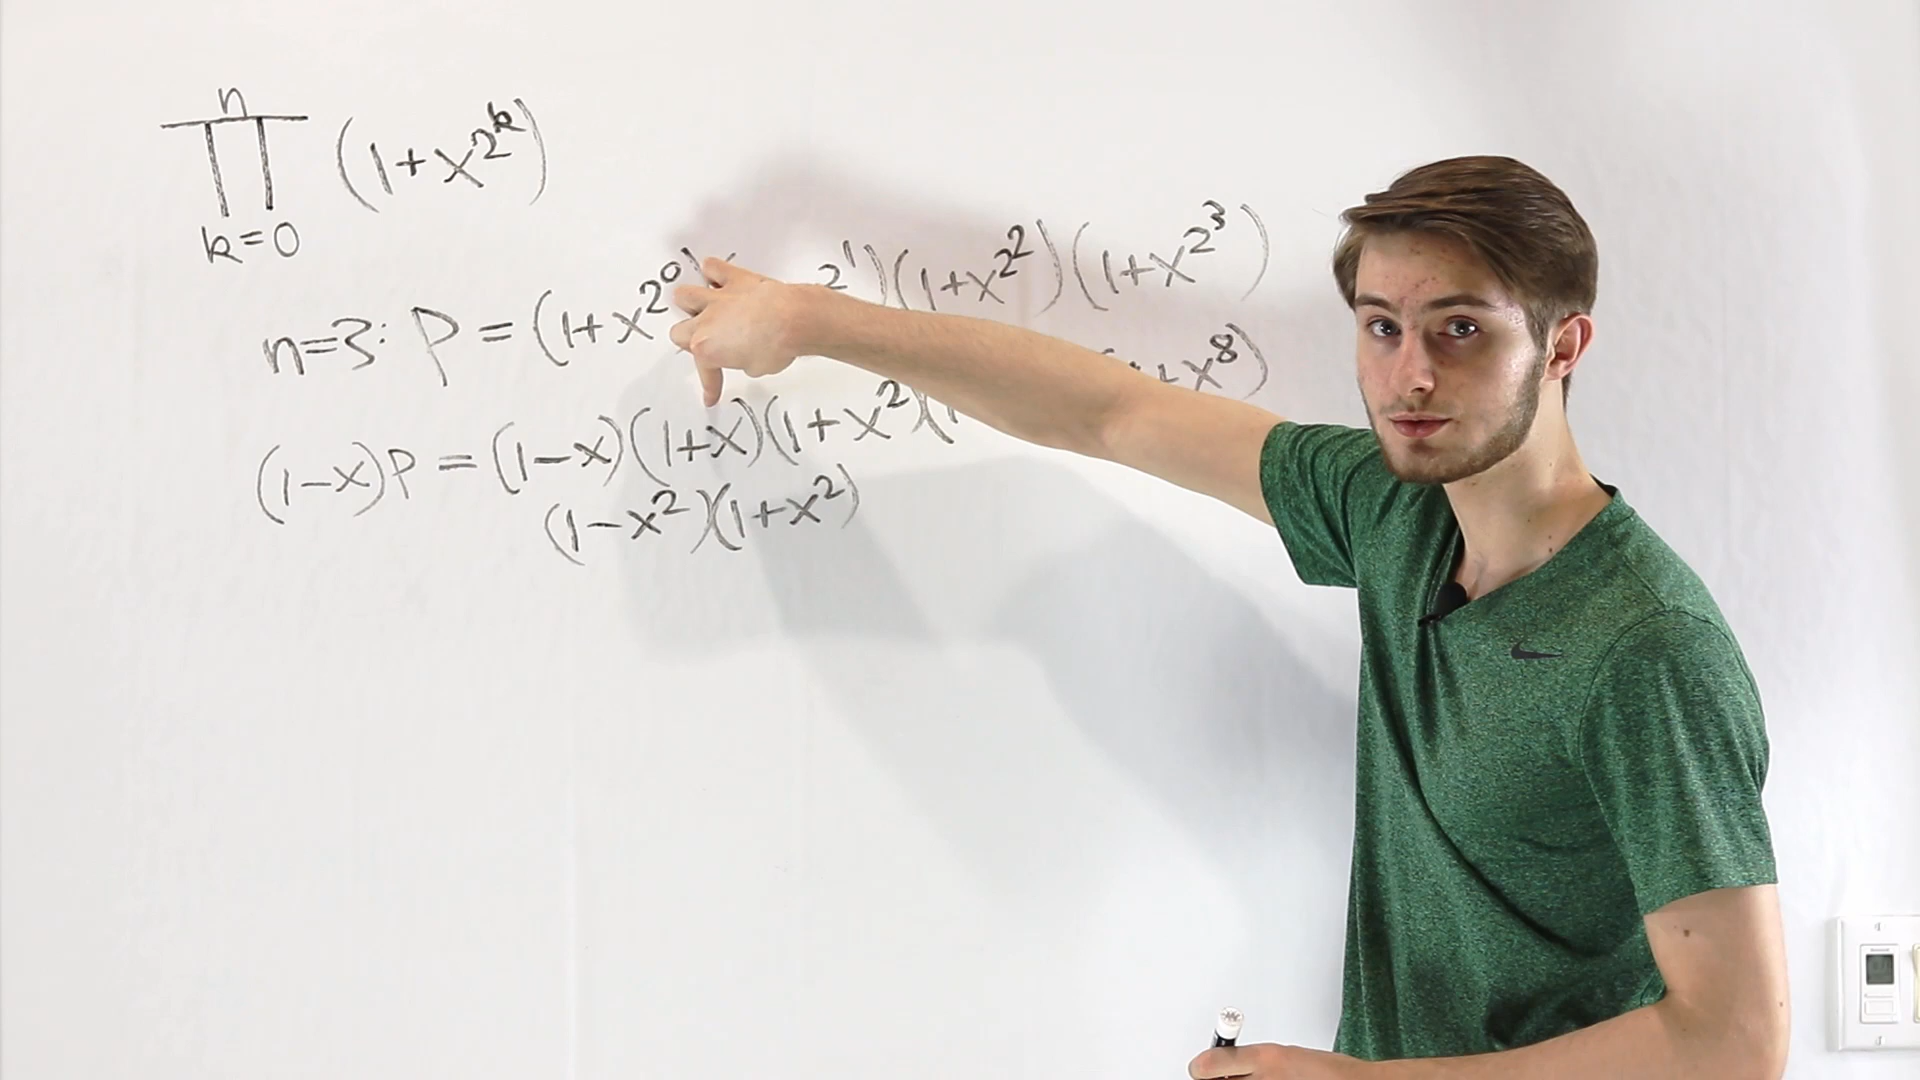 n
∏ (1+x^2^k)
k=0
n=3: P = (1+x^2^0) 2^1)(1+x^2^2)(1+x^2^3)
(1-x)P = (1-x)(1+x)(1+x^2)( x^8)
(1-x^2)(1+x^2)